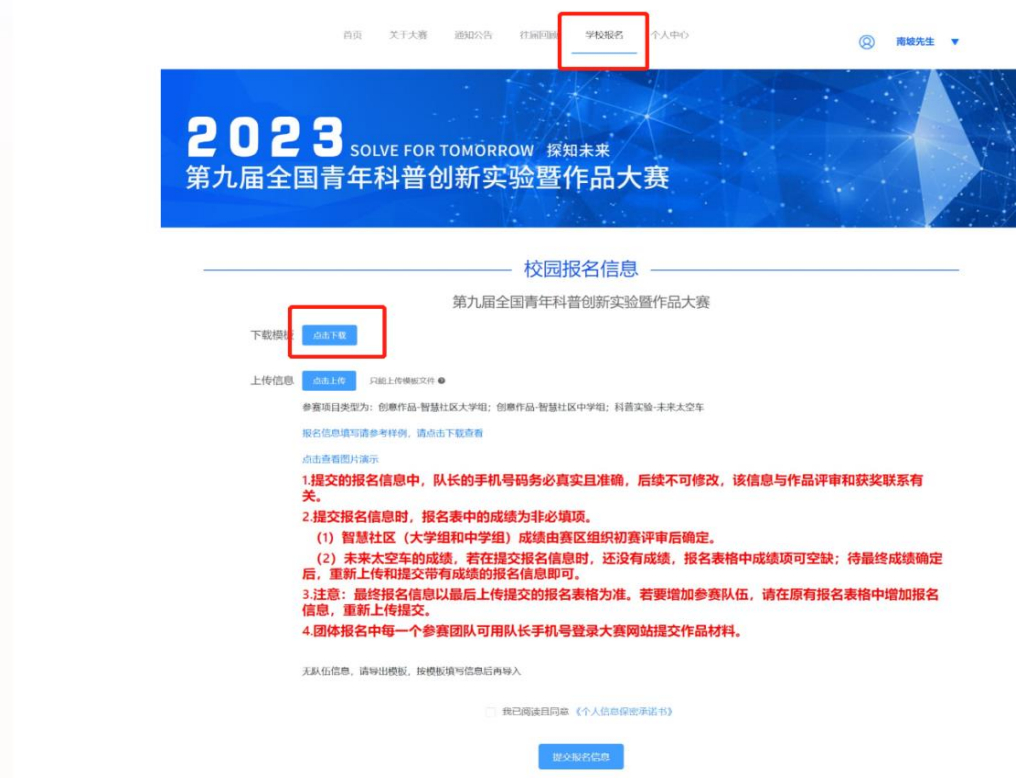 首页 关于大赛 通知公告 往届回顾 学校报名 个人中心
南坡先生
2023 SOLVE FOR TOMORROW 探知未来
第九届全国青年科普创新实验暨作品大赛
校园报名信息
第九届全国青年科普创新实验暨作品大赛
下载模板 点击下载
上传信息 点击上传 只能上传模板文件
参赛项目类型为：创意作品-智慧社区大学组；创意作品-智慧社区中学组；科普实验-未来太空车
报名信息填写请参考样例，请点击下载查看
点击查看图片演示
1.提交的报名信息中，队长的手机号码务必真实且准确，后续不可修改，该信息与作品评审和获奖联系有
关。
2.提交报名信息时，报名表中的成绩为非必填项。
（1）智慧社区（大学组和中学组）成绩由赛区组织初赛评审后确定。
（2）未来太空车的成绩，若在提交报名信息时，还没有成绩，报名表格中成绩项可空缺；待最终成绩确定
后，重新上传和提交带有成绩的报名信息即可。
3.注意：最终报名信息以最后上传提交的报名表格为准。若要增加参赛队伍，请在原有报名表格中增加报名
信息，重新上传提交。
4.团体报名中每一个参赛团队可用队长手机号登录大赛网站提交作品材料。
无队伍信息，请导出模板，按模板填写信息后再导入
我已阅读且同意《个人信息保密承诺书》
提交报名信息